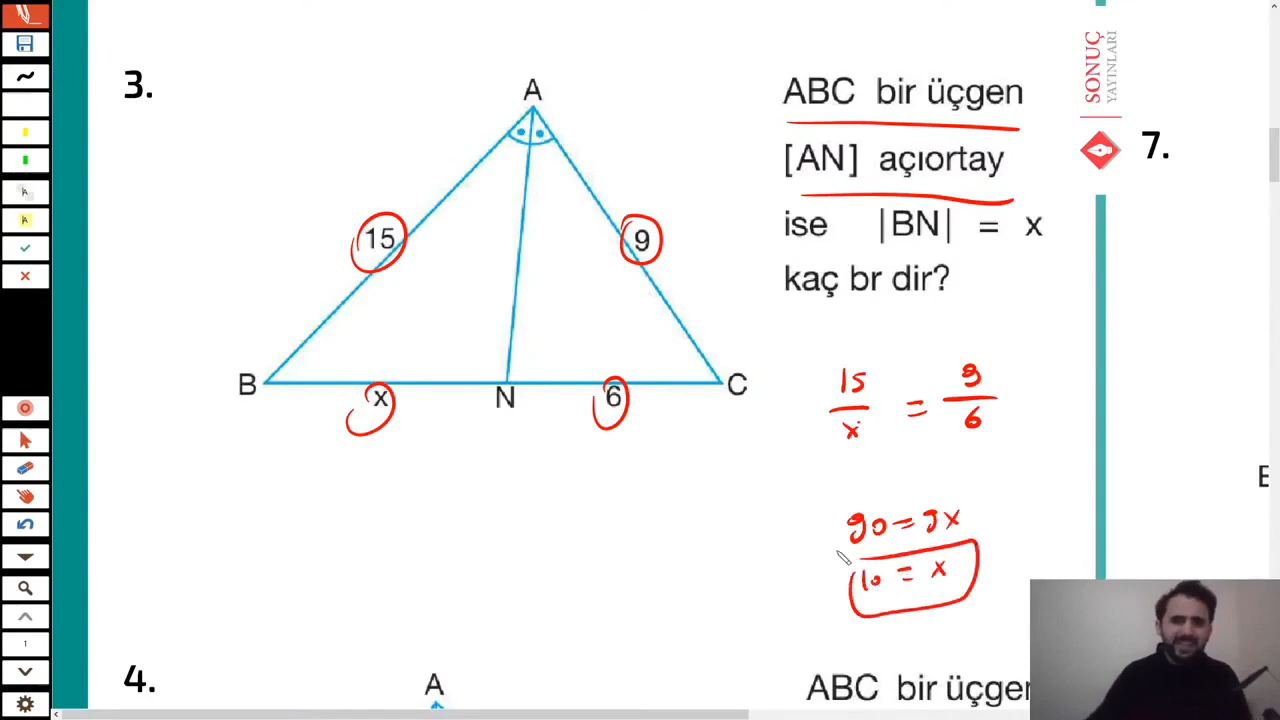 3.
A
15
9
B
x
N
6
C
ABC bir üçgen
[AN] açıortay
ise |BN| = x
kaç br dir?
15/x = 9/6
90 = 9x
10 = x
SONUÇ
YAYINLARI
7.
1
4.
A
ABC bir üçgen